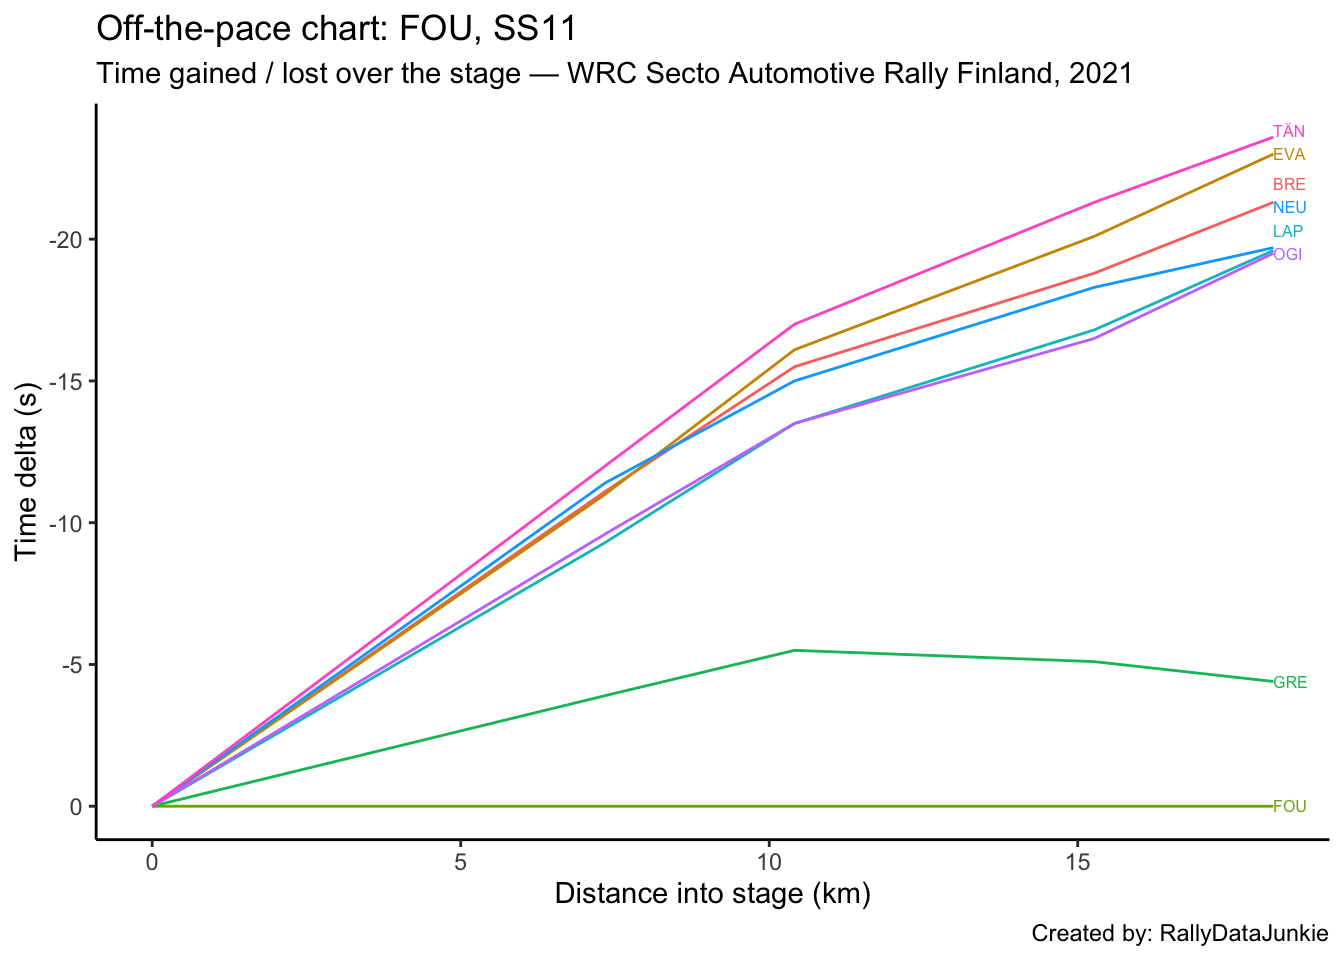 Off-the-pace chart: FOU, SS11
Time gained / lost over the stage — WRC Secto Automotive Rally Finland, 2021
TÄN
EVA
BRE
NEU
LAP
OGI
GRE
FOU
Time delta (s)
-20
-15
-10
-5
0
0 5 10 15
Distance into stage (km)
Created by: RallyDataJunkie